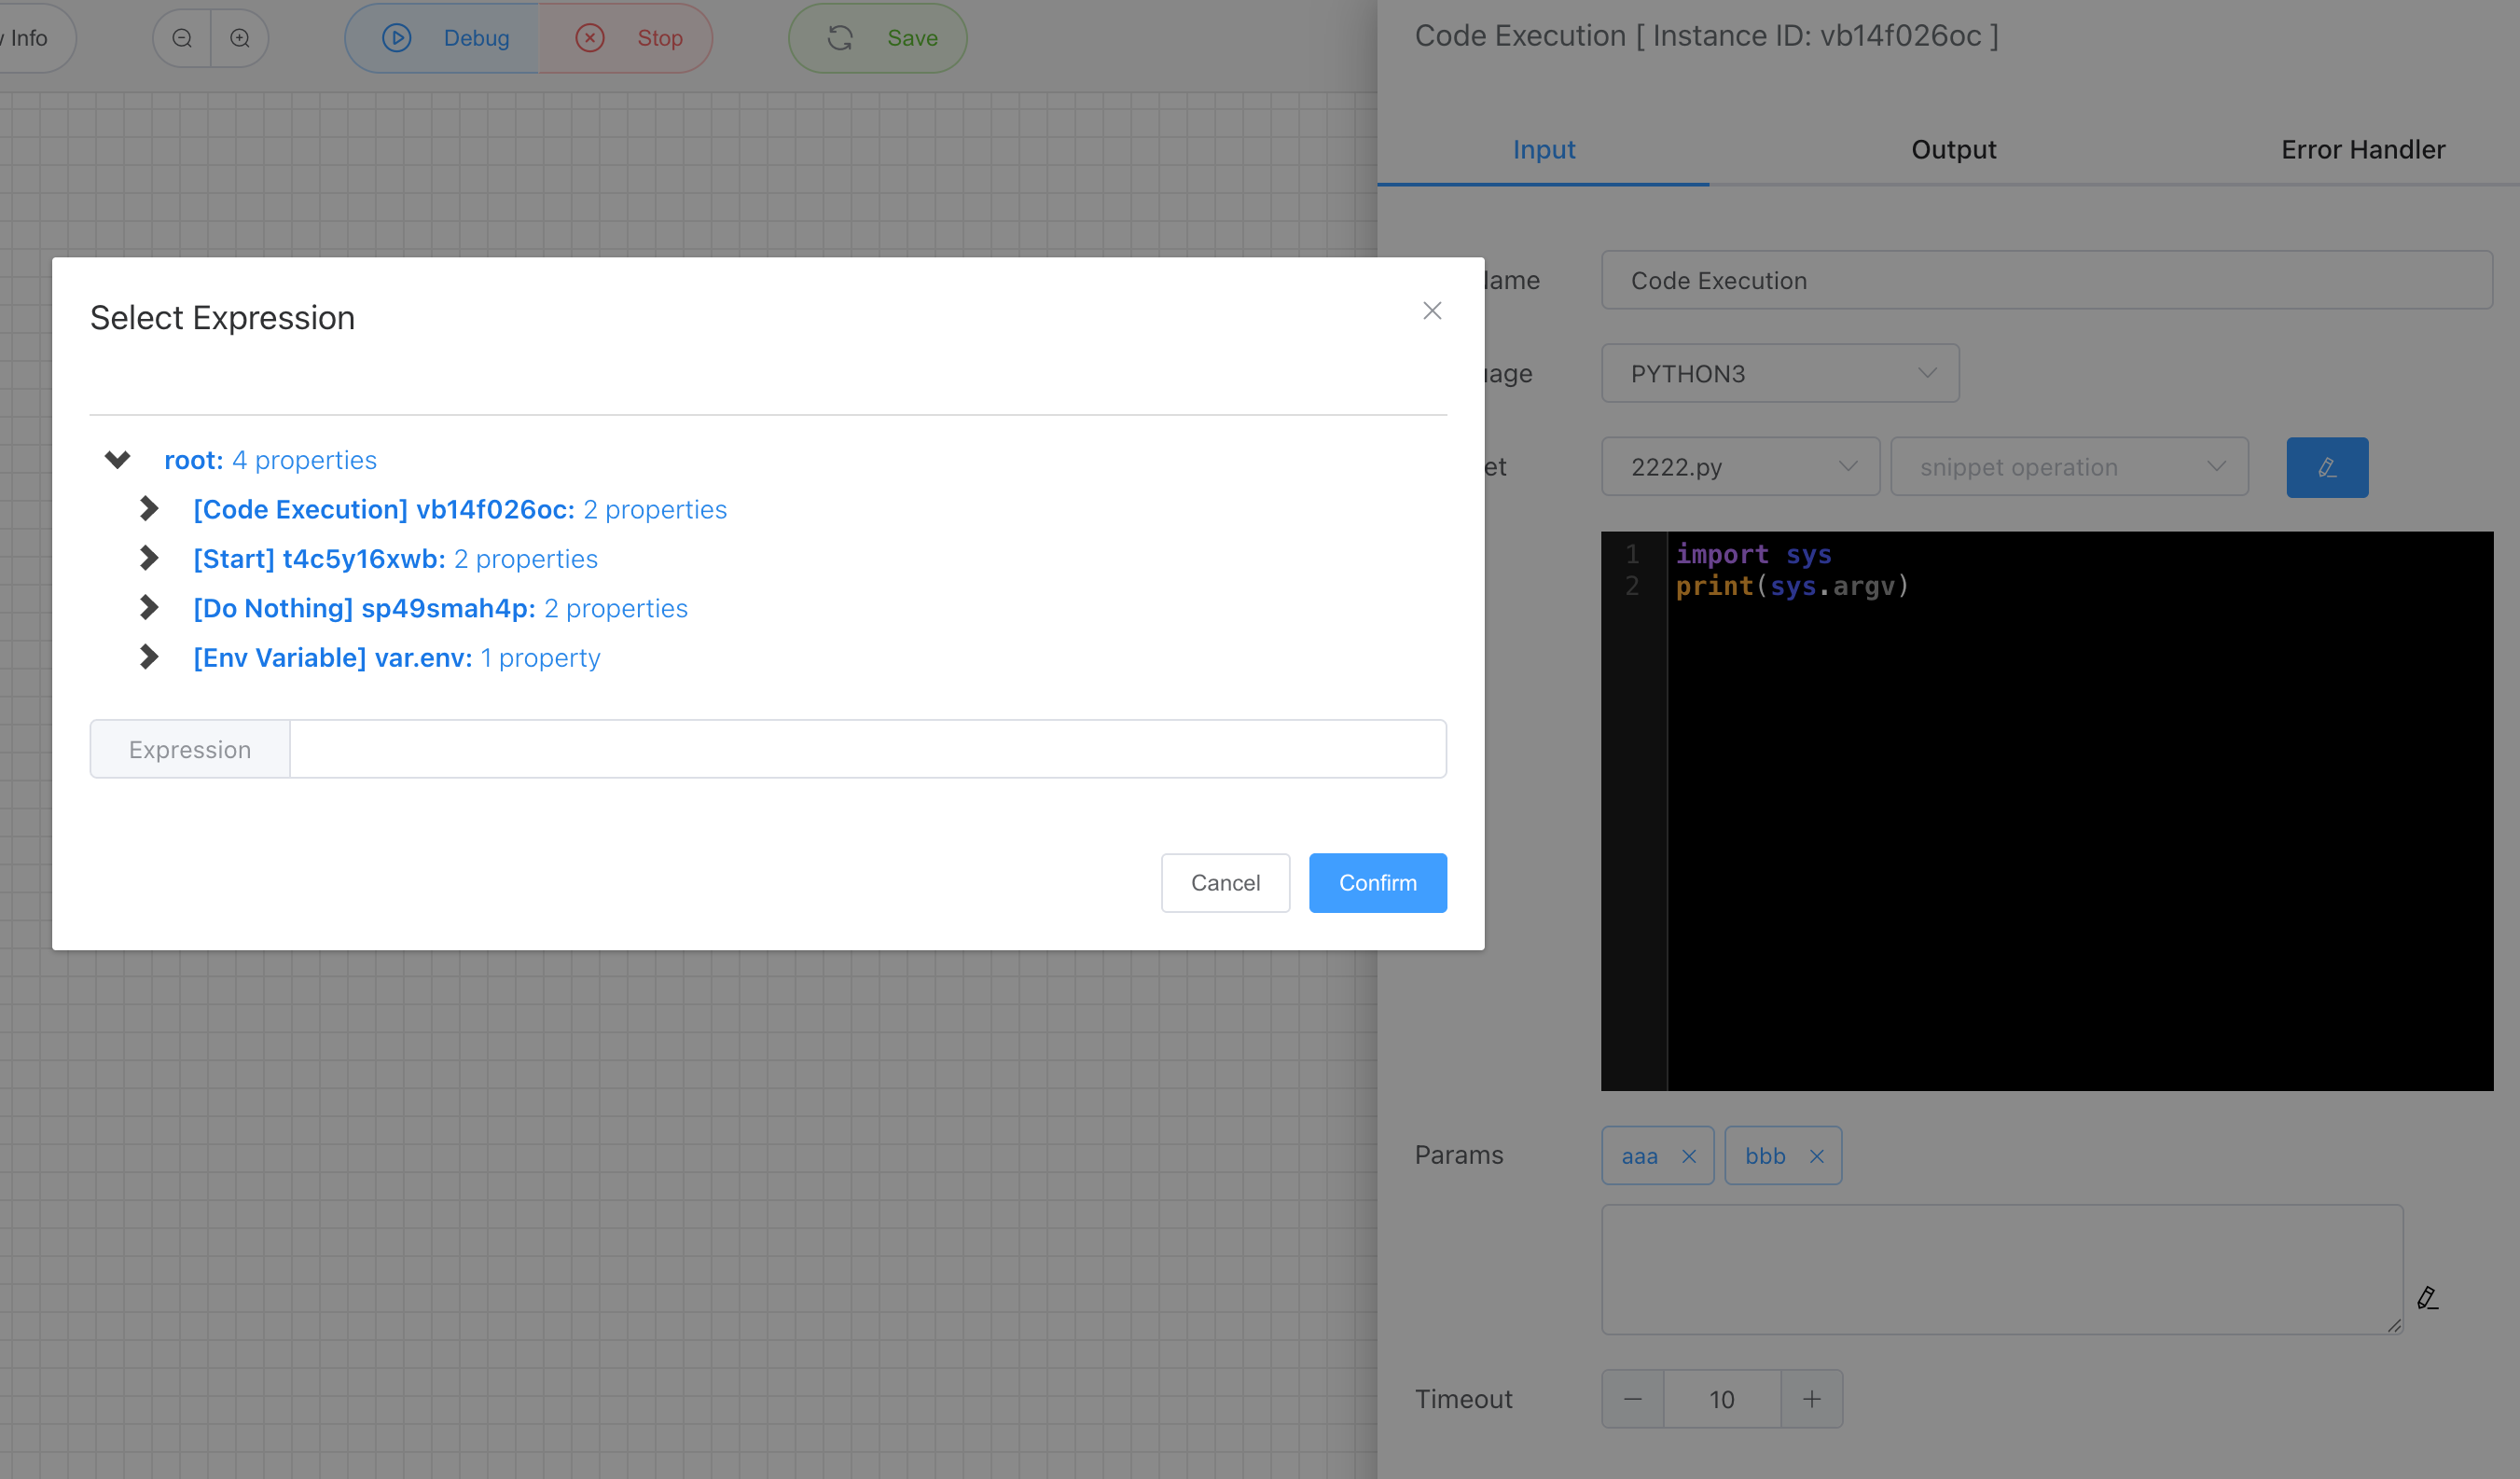 Info
Debug
Stop
Save
Code Execution [ Instance ID: vb14f026oc ]
Input
Output
Error Handler
Code Execution
PYTHON3
2222.py
snippet operation
1 import sys
2 print(sys.argv)
Params
aaa
bbb
Timeout
10
Select Expression
root: 4 properties
[Code Execution] vb14f026oc: 2 properties
[Start] t4c5y16xwb: 2 properties
[Do Nothing] sp49smah4p: 2 properties
[Env Variable] var.env: 1 property
Expression
Cancel
Confirm